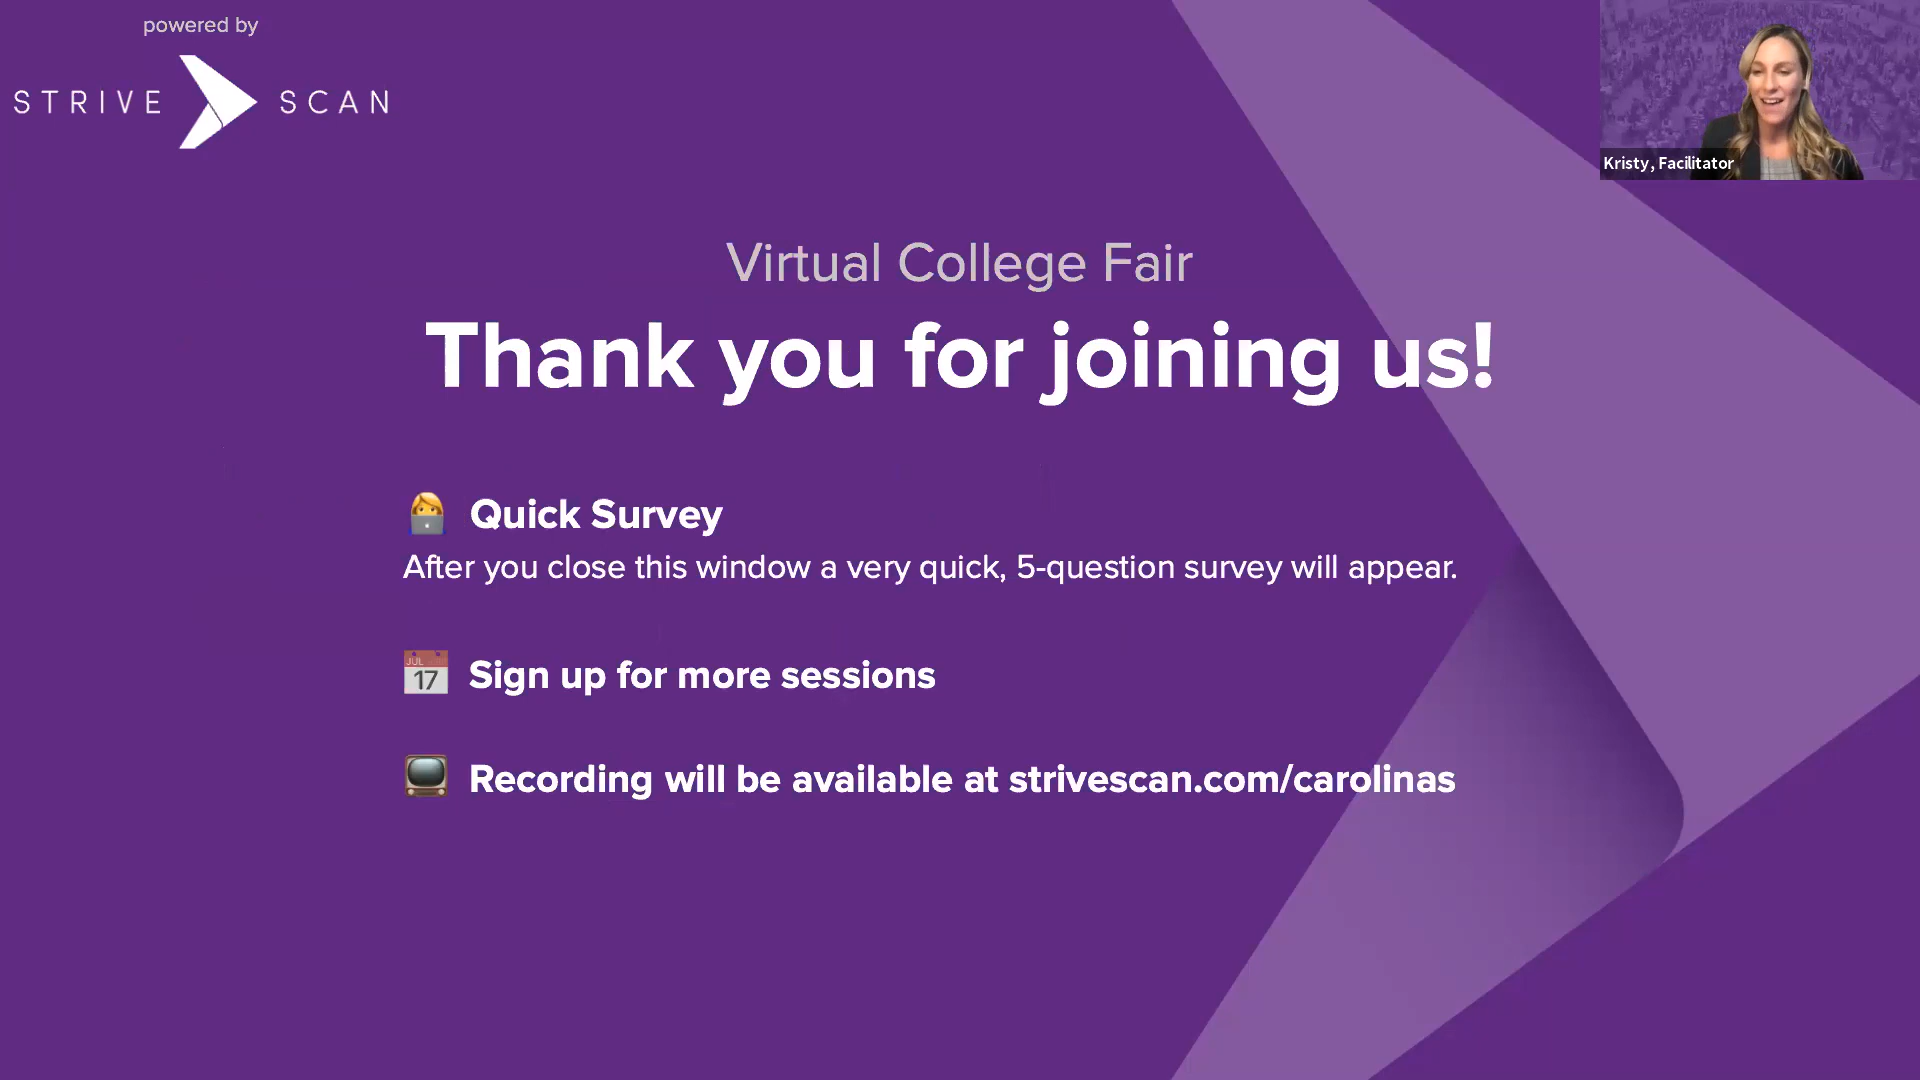 powered by
STRIVE SCAN
Kristy, Facilitator
Virtual College Fair
Thank you for joining us!
Quick Survey
After you close this window a very quick, 5-question survey will appear.
JUL
17
Sign up for more sessions
Recording will be available at strivescan.com/carolinas